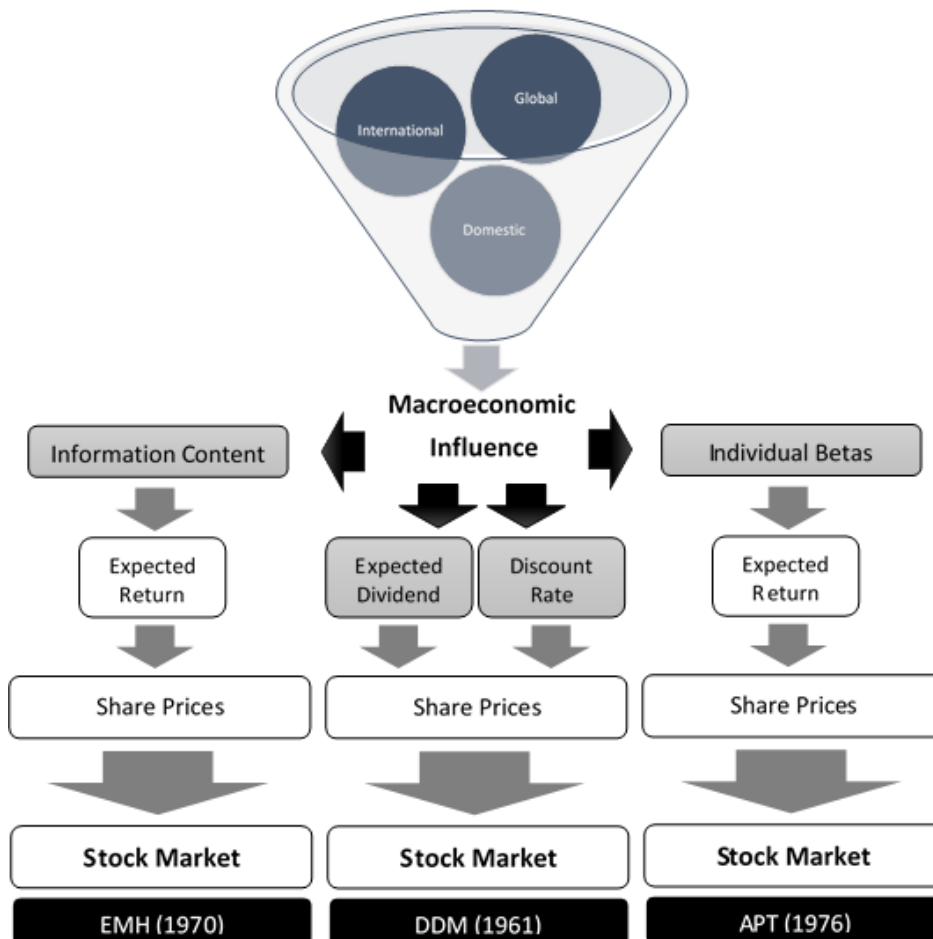 Global
International
Domestic
Macroeconomic
Influence
Information Content
Individual Betas
Expected
Return
Expected
Dividend
Discount
Rate
Expected
Return
Share Prices
Share Prices
Share Prices
Stock Market
Stock Market
Stock Market
EMH (1970)
DDM (1961)
APT (1976)